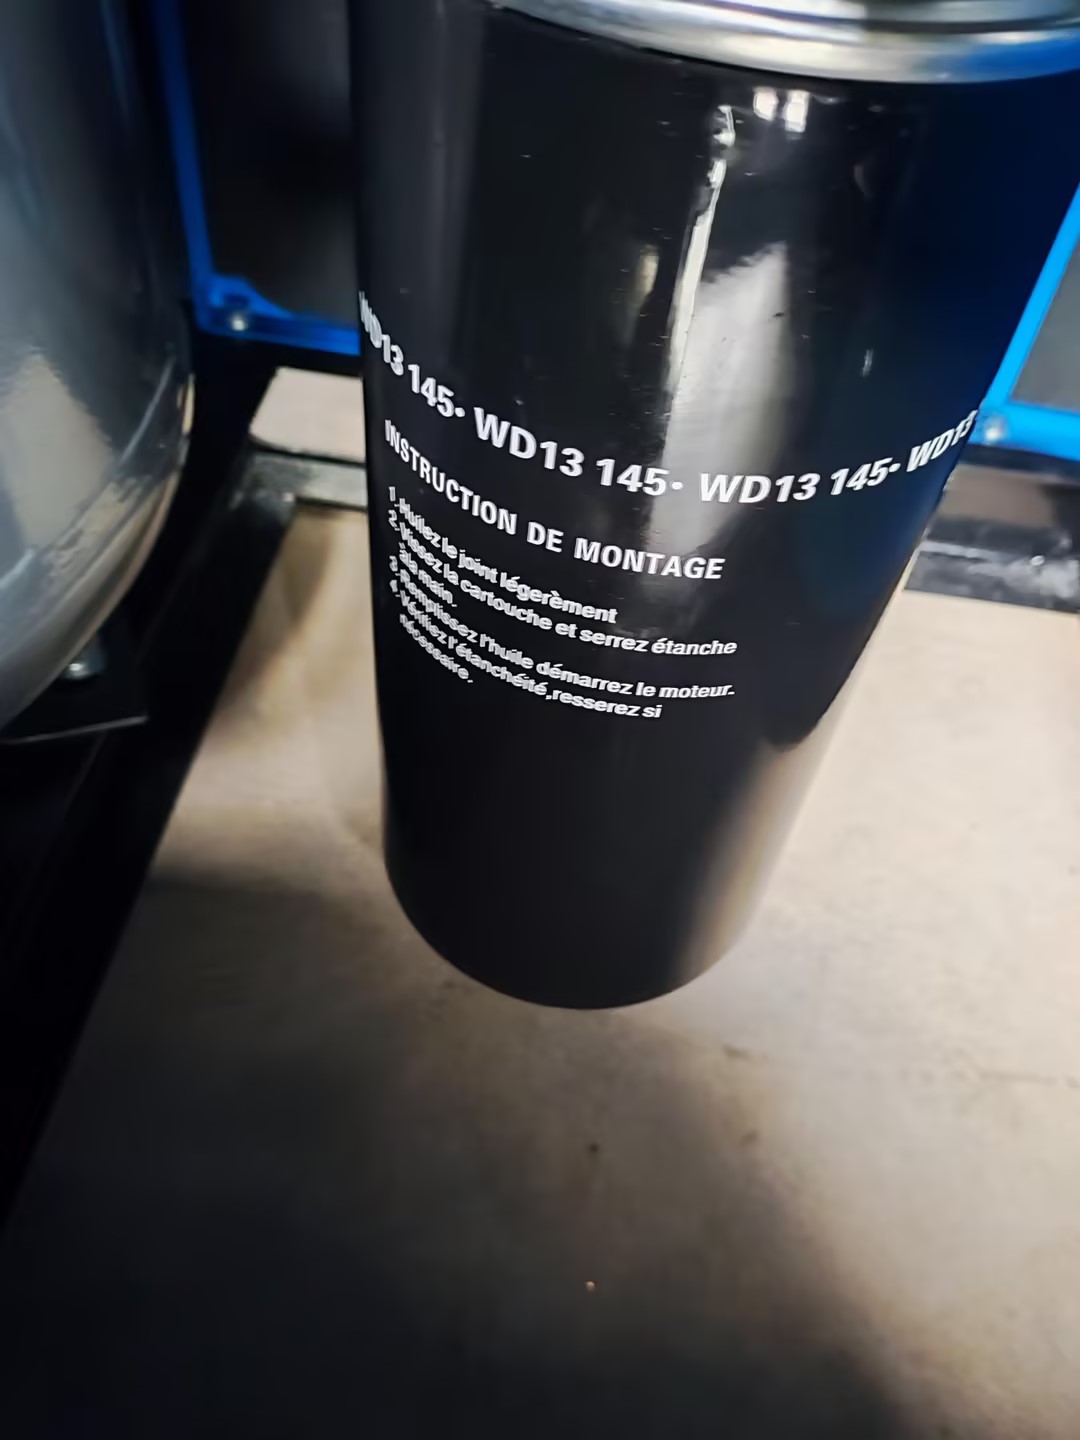 WD13 145• WD13 145• WD13 145• WD13
INSTRUCTION DE MONTAGE
1. Huilez le joint légerèment
2. Vissez la cartouche et serrez étanche
àla main.
3. Remplissez l'huile démarrez le moteur.
4. Vérifiez l'étanchéité,resserez si
nécessaire.